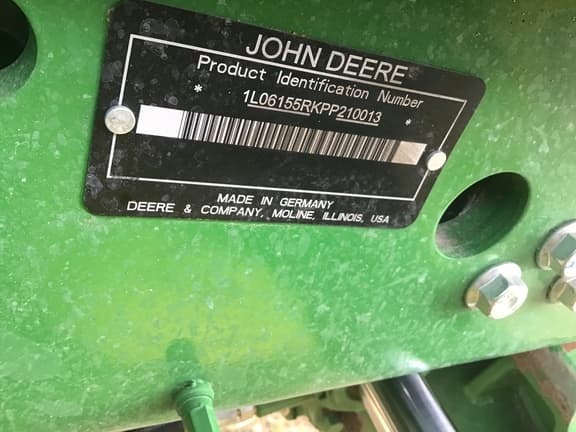 JOHN DEERE
Product Identification Number
* 1L06155RKPP210013 *
MADE IN GERMANY
DEERE & COMPANY, MOLINE, ILLINOIS, USA